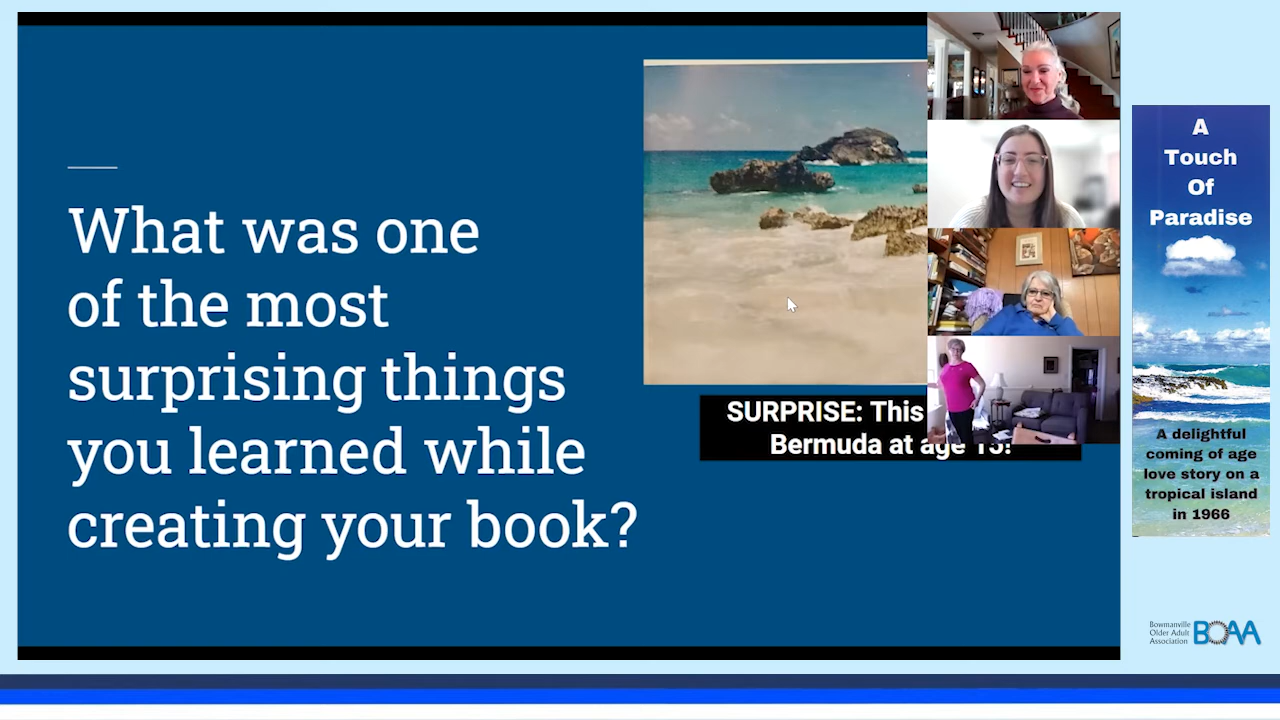 What was one
of the most
surprising things
you learned while
creating your book?
SURPRISE: This
Bermuda at age 15!
A
Touch
Of
Paradise
A delightful
coming of age
love story on a
tropical island
in 1966
Bowmanville
Older Adult
Association
BOAA